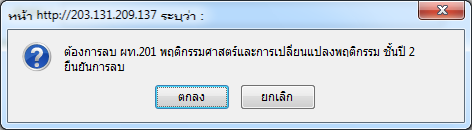 หน้า http://203.131.209.137 ระบุว่า :
ต้องการลบ ผท.201 พฤติกรรมศาสตร์และการเปลี่ยนแปลงพฤติกรรม ชั้นปี 2
ยืนยันการลบ
ตกลง
ยกเลิก